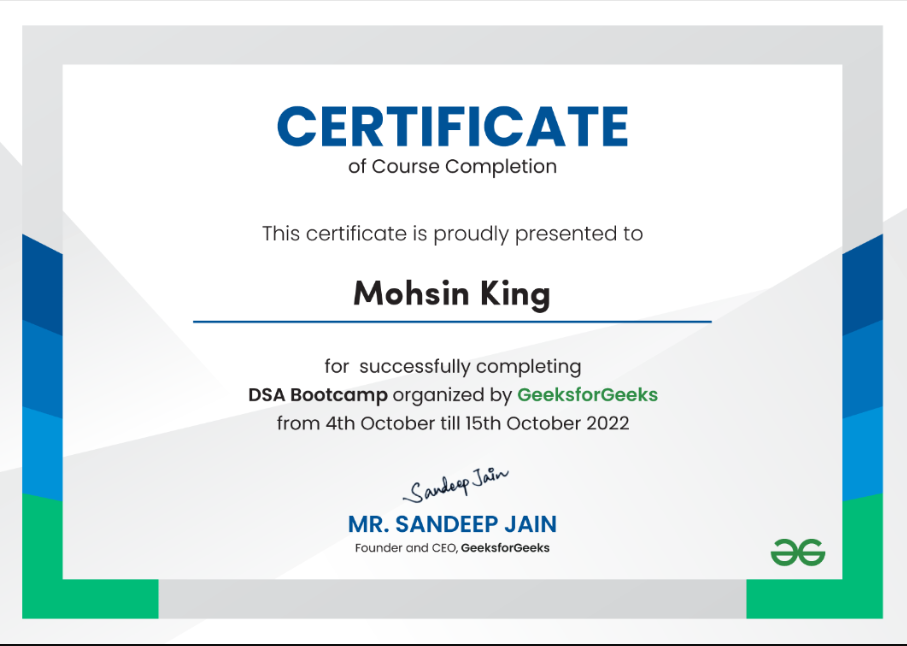 CERTIFICATE
of Course Completion
This certificate is proudly presented to
Mohsin King
for successfully completing
DSA Bootcamp organized by GeeksforGeeks
from 4th October till 15th October 2022
Sandeep Jain
MR. SANDEEP JAIN
Founder and CEO, GeeksforGeeks